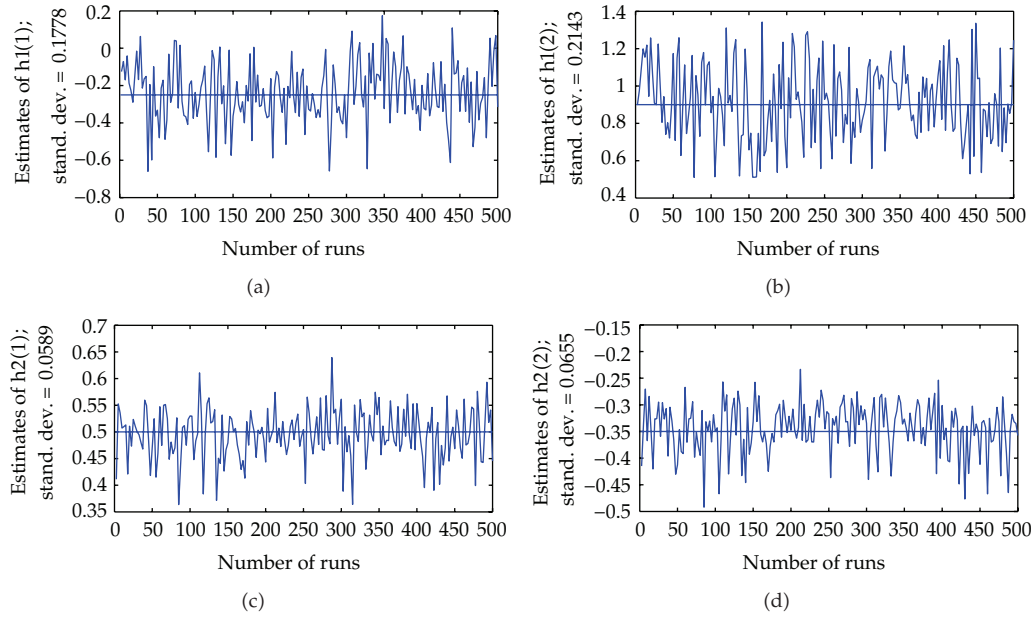 Estimates of h1(1);
stand. dev. = 0.1778
0.2
0
−0.2
−0.4
−0.6
−0.8
0 50 100 150 200 250 300 350 400 450 500
Number of runs
(a)
Estimates of h1(2);
stand. dev. = 0.2143
1.4
1.2
1
0.8
0.6
0.4
0 50 100 150 200 250 300 350 400 450 500
Number of runs
(b)
Estimates of h2(1);
stand. dev. = 0.0589
0.7
0.65
0.6
0.55
0.5
0.45
0.4
0.35
0 50 100 150 200 250 300 350 400 450 500
Number of runs
(c)
Estimates of h2(2);
stand. dev. = 0.0655
−0.15
−0.2
−0.25
−0.3
−0.35
−0.4
−0.45
−0.5
0 50 100 150 200 250 300 350 400 450 500
Number of runs
(d)